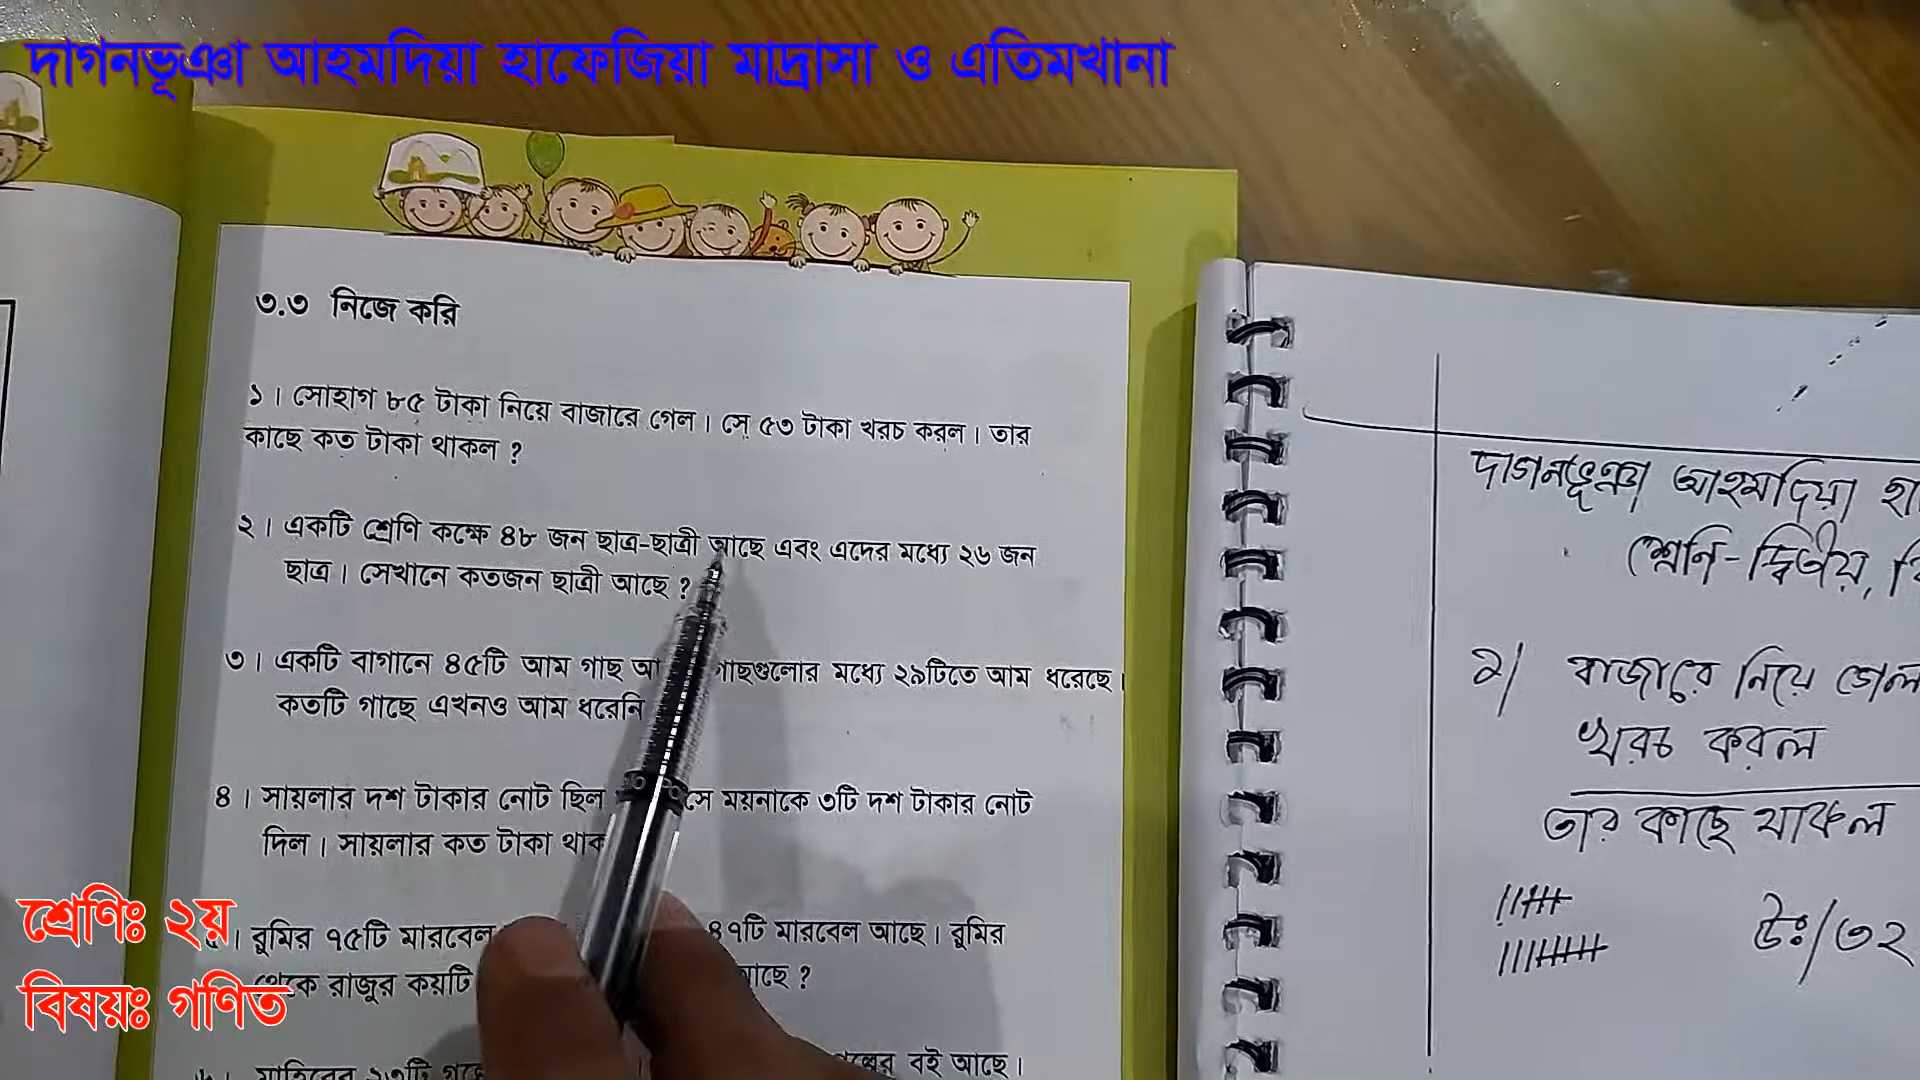 দাগনভূঞা আহমদিয়া হাফেজিয়া মাদ্রাসা ও এতিমখানা
৩.৩ নিজে করি
১। সোহাগ ৮৫ টাকা নিয়ে বাজারে গেল। সে ৫৩ টাকা খরচ করল। তার
কাছে কত টাকা থাকল ?
২। একটি শ্রেণি কক্ষে ৪৮ জন ছাত্র-ছাত্রী আছে এবং এদের মধ্যে ২৬ জন
ছাত্র। সেখানে কতজন ছাত্রী আছে ?
৩। একটি বাগানে ৪৫টি আম গাছ গাছগুলোর মধ্যে ২৯টিতে আম ধরেছে।
কতটি গাছে এখনও আম ধরেনি
৪। সায়লার দশ টাকার নোট ছিল সে ময়নাকে ৩টি দশ টাকার নোট
দিল। সায়লার কত টাকা
রুমির ৭৫টি মারবেল ৪৭টি মারবেল আছে। রুমির
থেকে রাজুর কয়টি আছে ?
২৩টি বই আছে।
শ্রেণিঃ ২য়
বিষয়ঃ গণিত
দাগনভূঞা আহমদিয়া
শ্রেনি-দ্বিতীয়,
১/ বাজারে নিয়ে গেল
খরচ করল
তার কাছে থাকল
উঃ/৩২